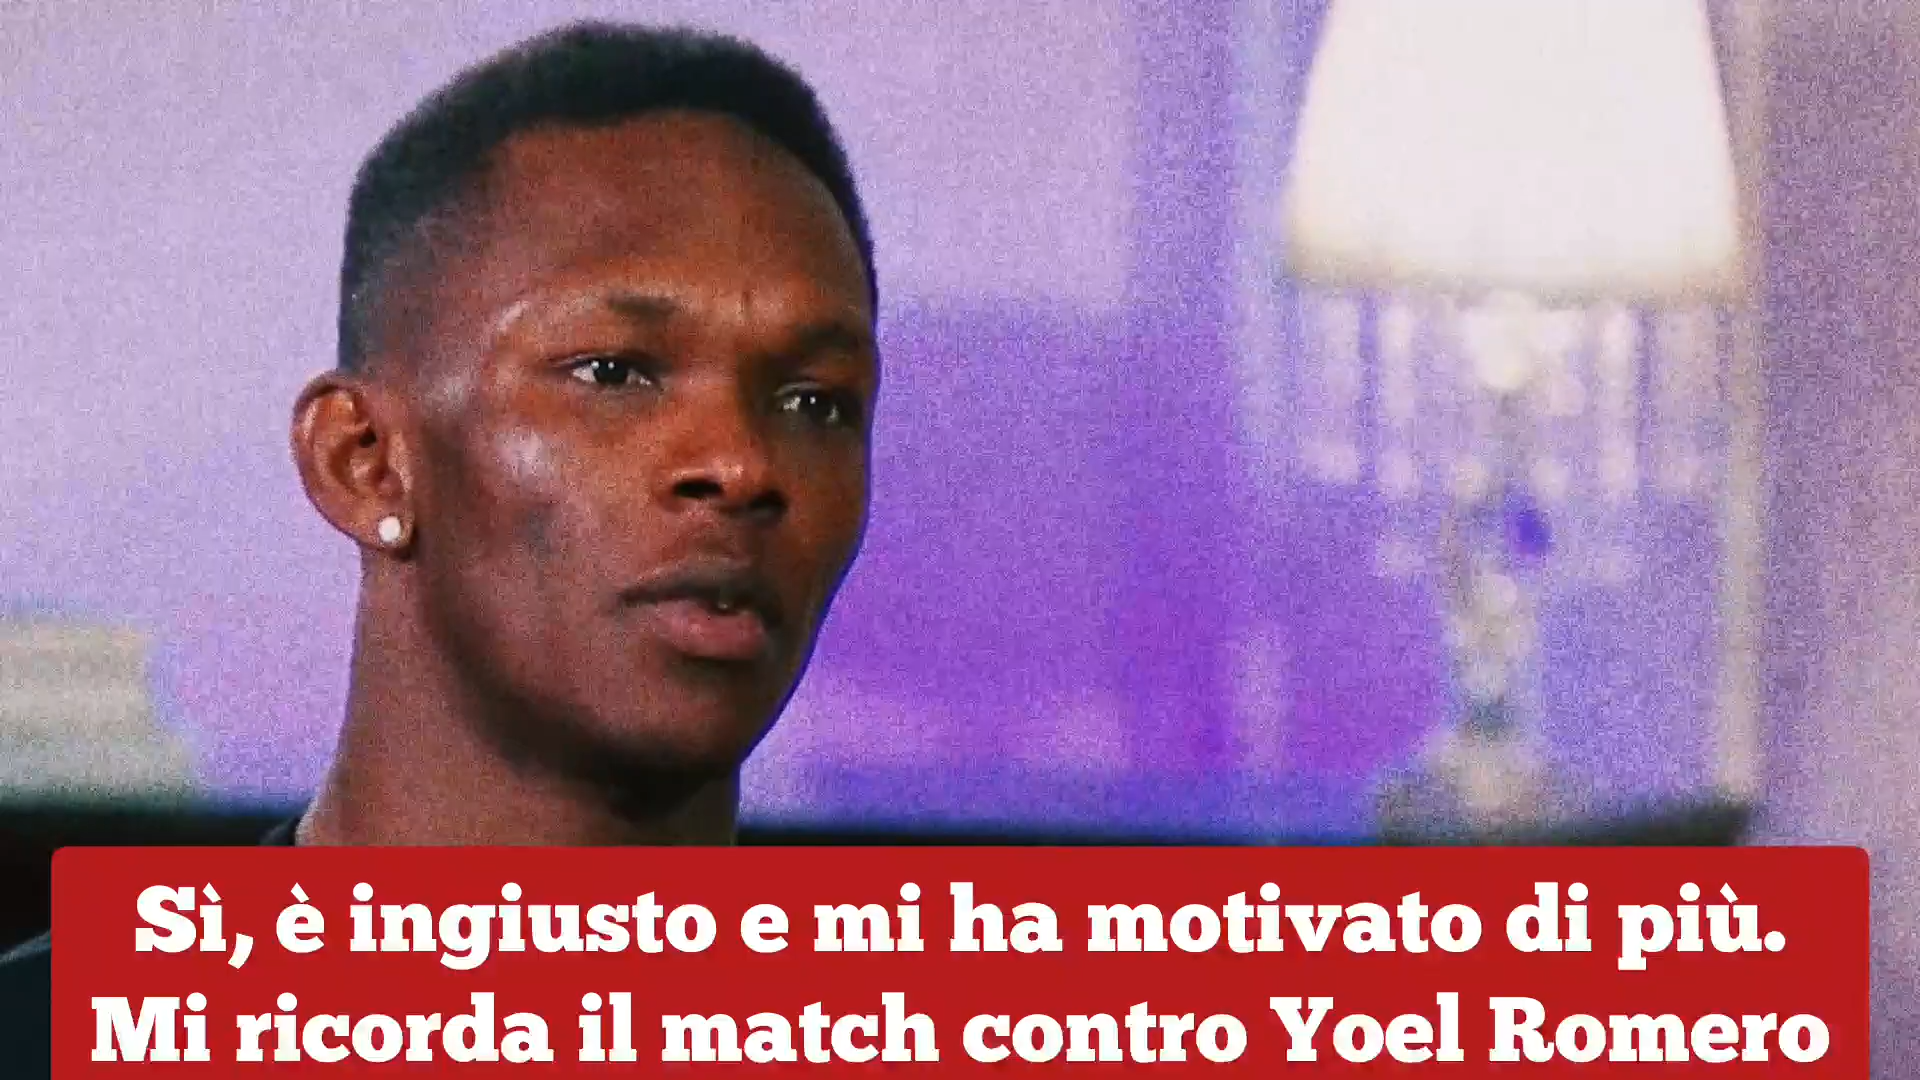 Sì, è ingiusto e mi ha motivato di più.
Mi ricorda il match contro Yoel Romero